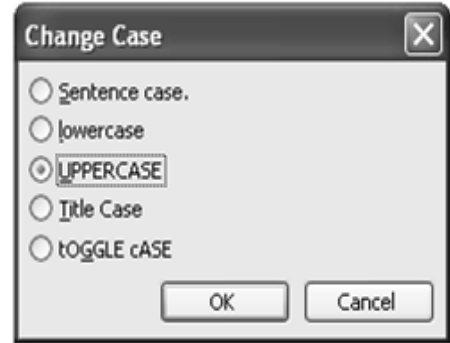 Change Case
Sentence case.
lowercase
UPPERCASE
Title Case
tOGGLE cASE
OK Cancel